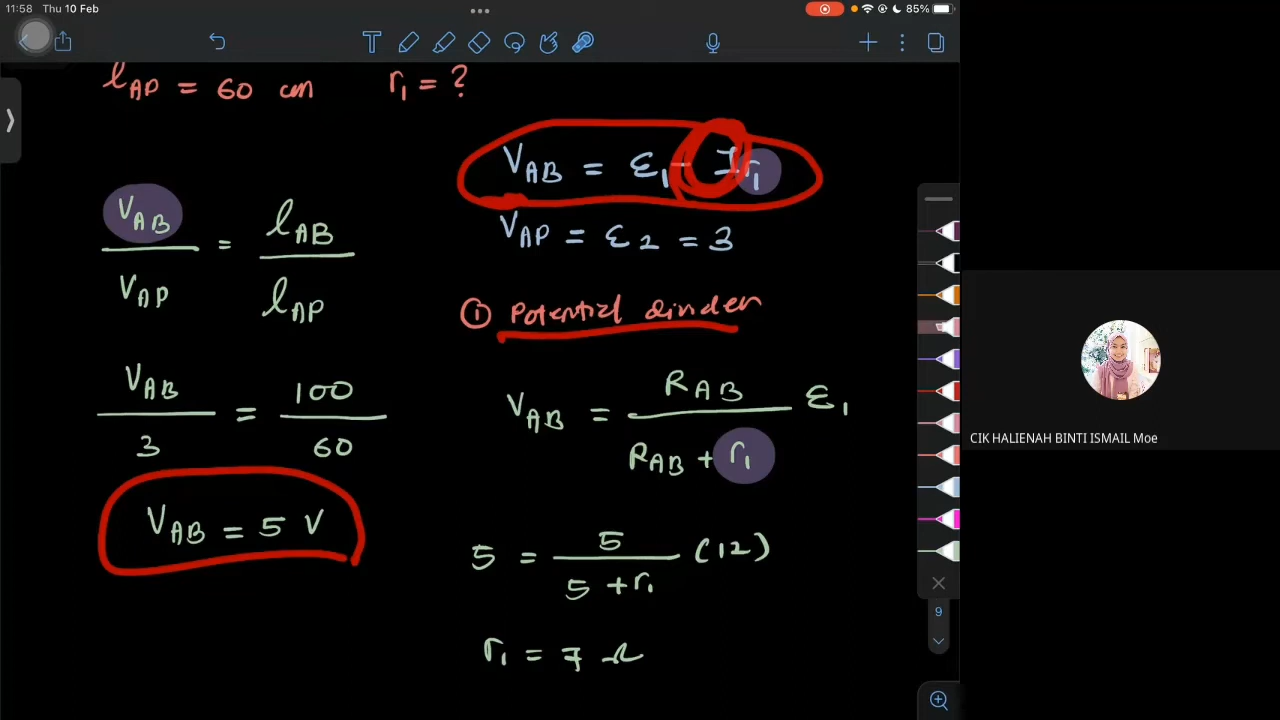 11:58 Thu 10 Feb
85%
l_AP = 60 cm r₁ = ?
V_AB = ε₁ - Ir₁
V_AP = ε₂ = 3
V_AB / V_AP = l_AB / l_AP
① Potential divider
V_AB / 3 = 100 / 60
V_AB = R_AB / (R_AB + r₁) ε₁
V_AB = 5 V
5 = 5 / (5 + r₁) (12)
r₁ = 7 Ω
9
CIK HALIENAH BINTI ISMAIL Moe